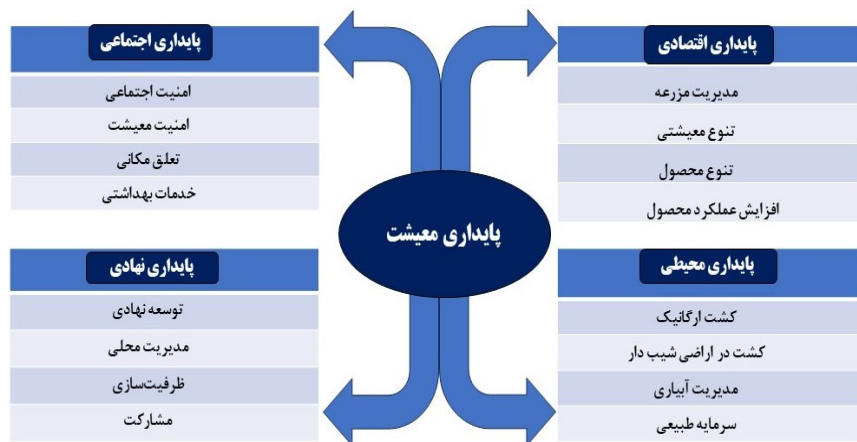 پایداری اقتصادی
مدیریت مزرعه
تنوع معیشتی
تنوع محصول
افزایش عملکرد محصول
پایداری اجتماعی
امنیت اجتماعی
امنیت معیشت
تعلق مکانی
خدمات بهداشتی
پایداری معیشت
پایداری محیطی
کشت ارگانیک
کشت در اراضی شیب دار
مدیریت آبیاری
سرمایه طبیعی
پایداری نهادی
توسعه نهادی
مدیریت محلی
ظرفیت‌سازی
مشارکت